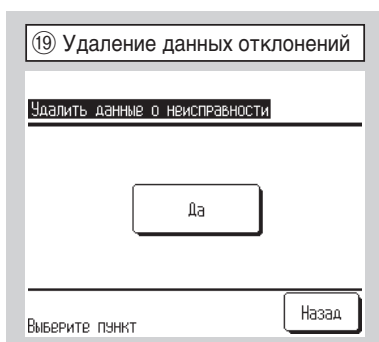 ⑲ Удаление данных отклонений
Удалить данные о неисправности
Да
Выберите пункт
Назад